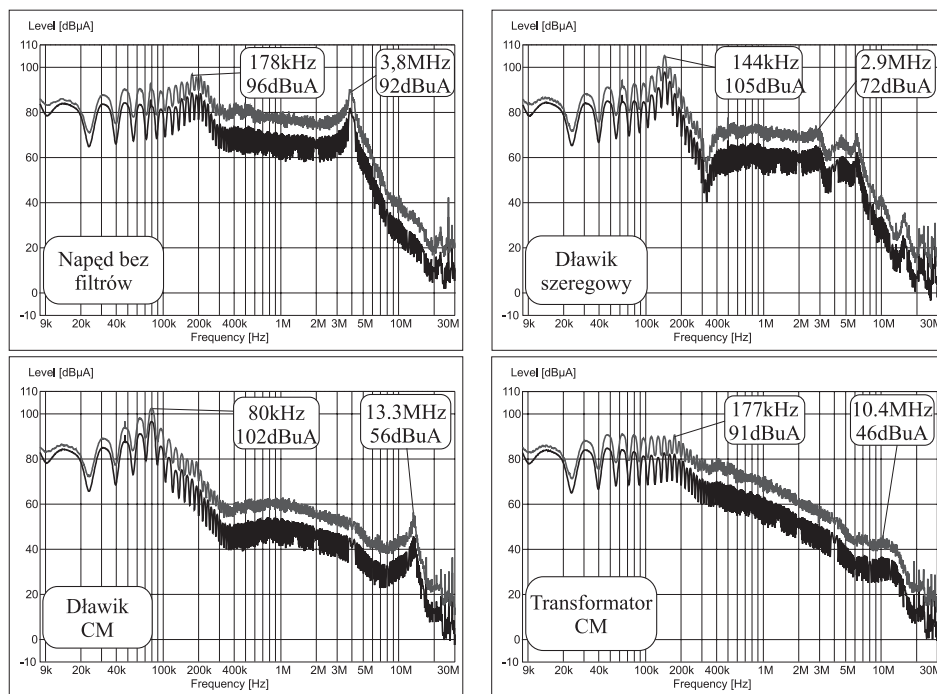 Level [dBµA]
110
100
80
60
40
20
0
-10
9k 20k 40k 100k 200k 400k 1M 2M 3M 5M 10M 30M
Frequency [Hz]
178kHz
96dBuA
3,8MHz
92dBuA
Napęd bez
filtrów
Level [dBµA]
110
100
80
60
40
20
0
-10
9k 20k 40k 100k 200k 400k 1M 2M 3M 5M 10M 30M
Frequency [Hz]
144kHz
105dBuA
2.9MHz
72dBuA
Dławik
szeregowy
Level [dBµA]
110
100
80
60
40
20
0
-10
9k 20k 40k 100k 200k 400k 1M 2M 3M 5M 10M 30M
Frequency [Hz]
80kHz
102dBuA
13.3MHz
56dBuA
Dławik
CM
Level [dBµA]
110
100
80
60
40
20
0
-10
9k 20k 40k 100k 200k 400k 1M 2M 3M 5M 10M 30M
Frequency [Hz]
177kHz
91dBuA
10.4MHz
46dBuA
Transformator
CM